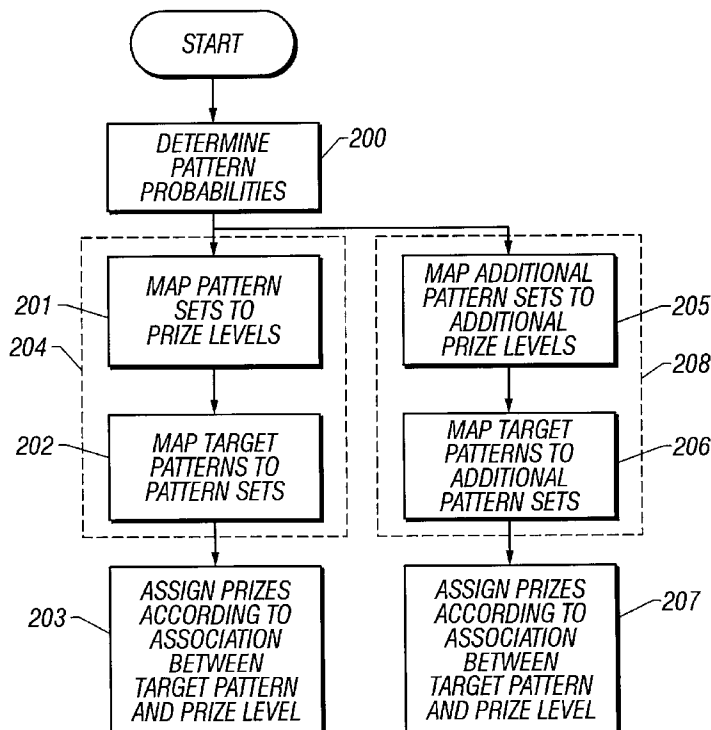 START
DETERMINE
PATTERN
PROBABILITIES
200
MAP PATTERN
SETS TO
PRIZE LEVELS
201
204
MAP TARGET
PATTERNS TO
PATTERN SETS
202
ASSIGN PRIZES
ACCORDING TO
ASSOCIATION
BETWEEN
TARGET PATTERN
AND PRIZE LEVEL
203
MAP ADDITIONAL
PATTERN SETS TO
ADDITIONAL
PRIZE LEVELS
205
208
MAP TARGET
PATTERNS TO
ADDITIONAL
PATTERN SETS
206
ASSIGN PRIZES
ACCORDING TO
ASSOCIATION
BETWEEN
TARGET PATTERN
AND PRIZE LEVEL
207